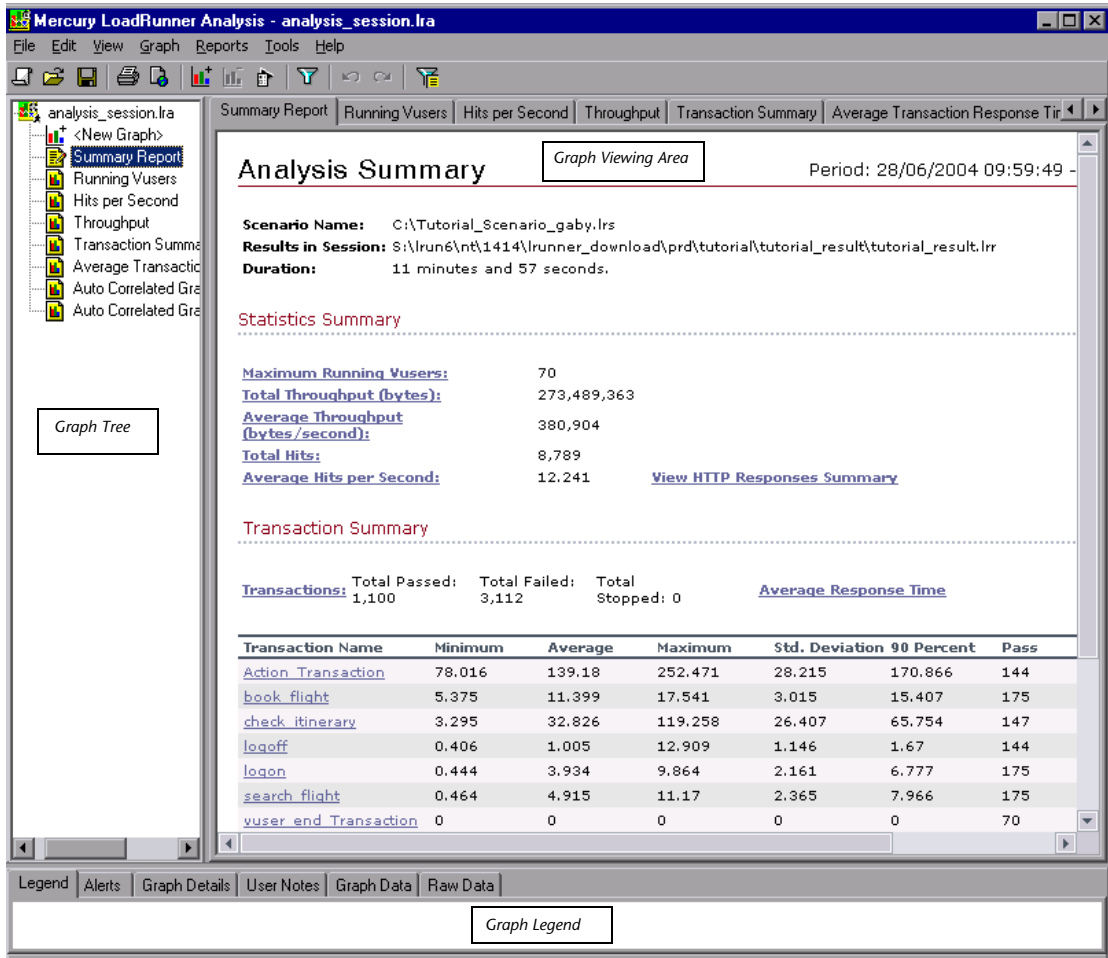 Mercury LoadRunner Analysis - analysis_session.lra
File Edit View Graph Reports Tools Help
analysis_session.lra
<New Graph>
Summary Report
Running Vusers
Hits per Second
Throughput
Transaction Summa
Average Transactic
Auto Correlated Gra
Auto Correlated Gra
Graph Tree
Summary Report Running Vusers Hits per Second Throughput Transaction Summary Average Transaction Response Tir
Graph Viewing Area
Analysis Summary Period: 28/06/2004 09:59:49 -
Scenario Name: C:\Tutorial_Scenario_gaby.lrs
Results in Session: S:\lrun6\nt\1414\lrunner_download\prd\tutorial\tutorial_result\tutorial_result.lrr
Duration: 11 minutes and 57 seconds.
Statistics Summary
Maximum Running Vusers: 70
Total Throughput (bytes): 273,489,363
Average Throughput
(bytes/second): 380,904
Total Hits: 8,789
Average Hits per Second: 12.241 View HTTP Responses Summary
Transaction Summary
Transactions: Total Passed: 1,100 Total Failed: 3,112 Total Stopped: 0 Average Response Time
Transaction Name Minimum Average Maximum Std. Deviation 90 Percent Pass
Action_Transaction 78.016 139.18 252.471 28.215 170.866 144
book_flight 5.375 11.399 17.541 3.015 15.407 175
check_itinerary 3.295 32.826 119.258 26.407 65.754 147
logoff 0.406 1.005 12.909 1.146 1.67 144
logon 0.444 3.934 9.864 2.161 6.777 175
search_flight 0.464 4.915 11.17 2.365 7.966 175
vuser_end_Transaction 0 0 0 0 0 70
Legend Alerts Graph Details User Notes Graph Data Raw Data
Graph Legend